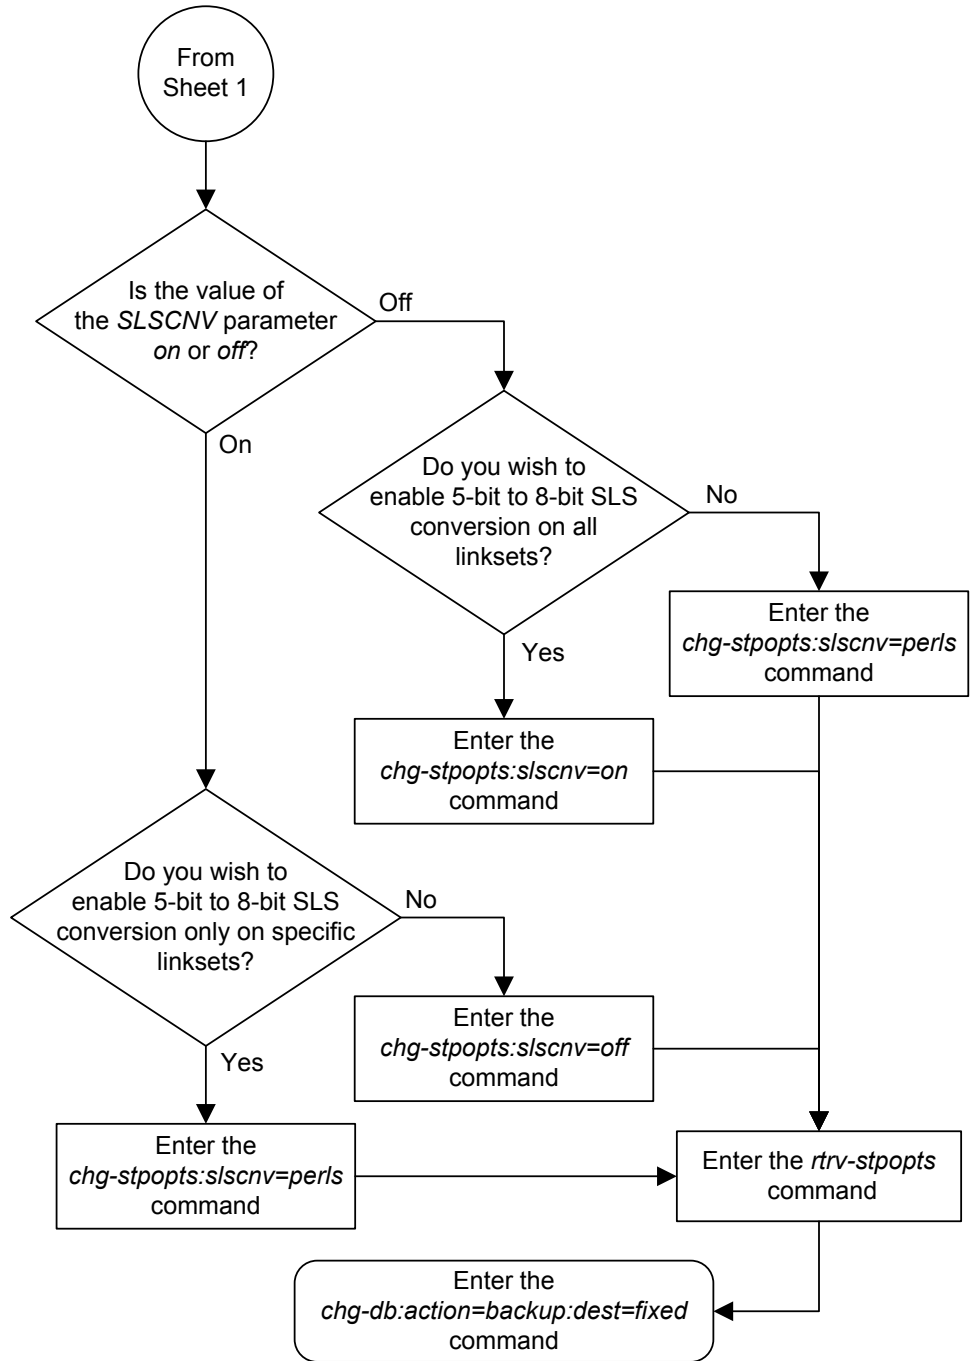 From
Sheet 1
Is the value of
the SLSCNV parameter
on or off?
Off
On
Do you wish to
enable 5-bit to 8-bit SLS
conversion on all
linksets?
No
Yes
Enter the
chg-stpopts:slscnv=perls
command
Enter the
chg-stpopts:slscnv=on
command
Do you wish to
enable 5-bit to 8-bit SLS
conversion only on specific
linksets?
No
Yes
Enter the
chg-stpopts:slscnv=off
command
Enter the
chg-stpopts:slscnv=perls
command
Enter the rtrv-stpopts
command
Enter the
chg-db:action=backup:dest=fixed
command